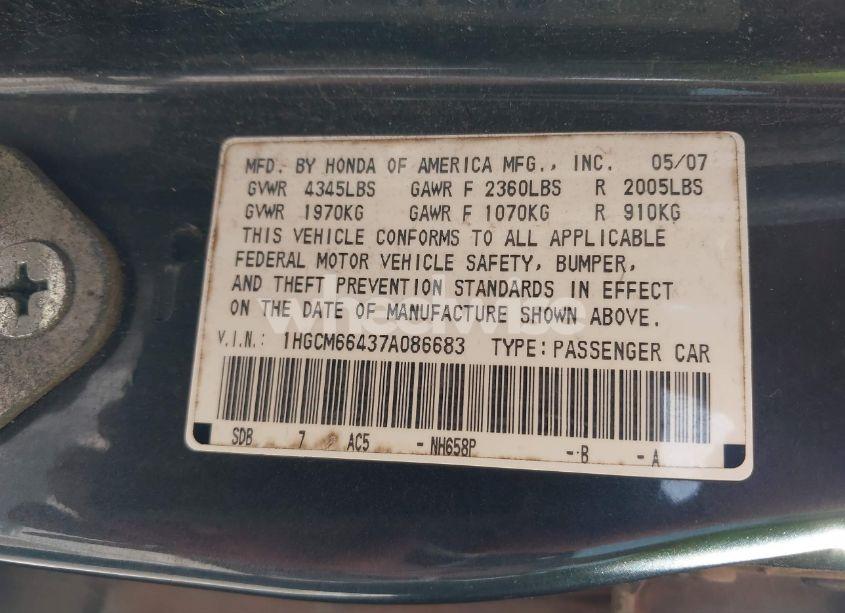 MFD. BY HONDA OF AMERICA MFG., INC. 05/07
GVWR 4345LBS GAWR F 2360LBS R 2005LBS
GVWR 1970KG GAWR F 1070KG R 910KG
THIS VEHICLE CONFORMS TO ALL APPLICABLE
FEDERAL MOTOR VEHICLE SAFETY, BUMPER,
AND THEFT PREVENTION STANDARDS IN EFFECT
ON THE DATE OF MANUFACTURE SHOWN ABOVE.
V.I.N.: 1HGCM66437A086683 TYPE: PASSENGER CAR
SDB 7 AC5 - NH658P - B - A
wheelwise